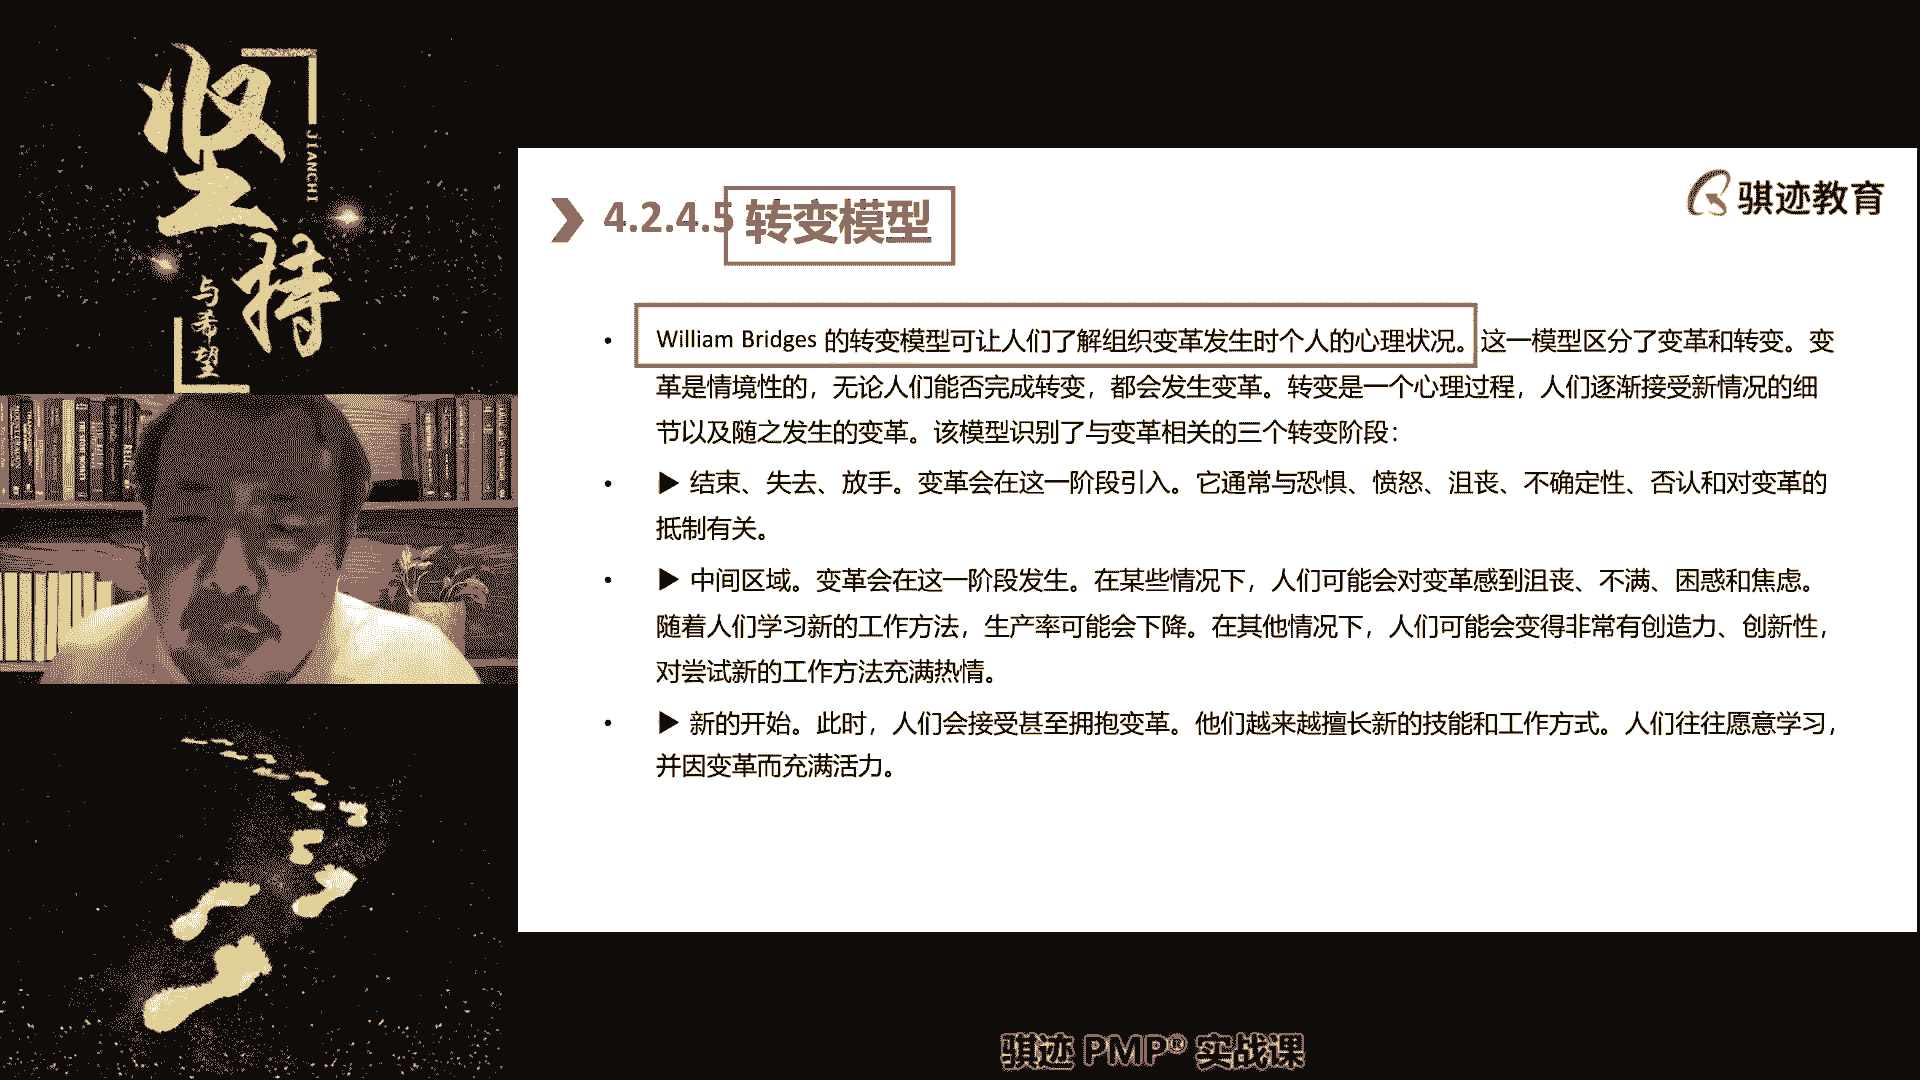 坚持
JIANCHI
与希望
骐迹教育
4.2.4.5 转变模型
• William Bridges 的转变模型可让人们了解组织变革发生时个人的心理状况。这一模型区分了变革和转变。变
革是情境性的，无论人们能否完成转变，都会发生变革。转变是一个心理过程，人们逐渐接受新情况的细
节以及随之发生的变革。该模型识别了与变革相关的三个转变阶段：
• ▶ 结束、失去、放手。变革会在这一阶段引入。它通常与恐惧、愤怒、沮丧、不确定性、否认和对变革的
抵制有关。
• ▶ 中间区域。变革会在这一阶段发生。在某些情况下，人们可能会对变革感到沮丧、不满、困惑和焦虑。
随着人们学习新的工作方法，生产率可能会下降。在其他情况下，人们可能会变得非常有创造力、创新性，
对尝试新的工作方法充满热情。
• ▶ 新的开始。此时，人们会接受甚至拥抱变革。他们越来越擅长新的技能和工作方式。人们往往愿意学习，
并因变革而充满活力。
骐迹 PMP® 实战课